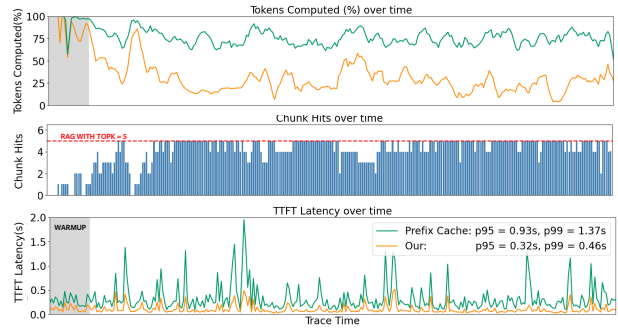 Tokens Computed (%) over time
Tokens Computed(%)
100
75
50
25
0
Chunk Hits over time
Chunk Hits
6
4
2
0
RAG WITH TOPK = 5
TTFT Latency over time
TTFT Latency(s)
2.0
1.5
1.0
0.5
0.0
WARMUP
Prefix Cache: p95 = 0.93s, p99 = 1.37s
Our: p95 = 0.32s, p99 = 0.46s
Trace Time